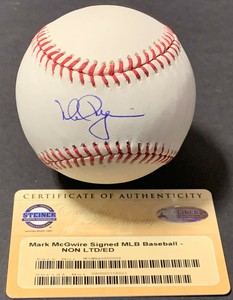 CERTIFICATE OF AUTHENTICITY
STEINER
Mark McGwire Signed MLB Baseball -
NON LTD/ED